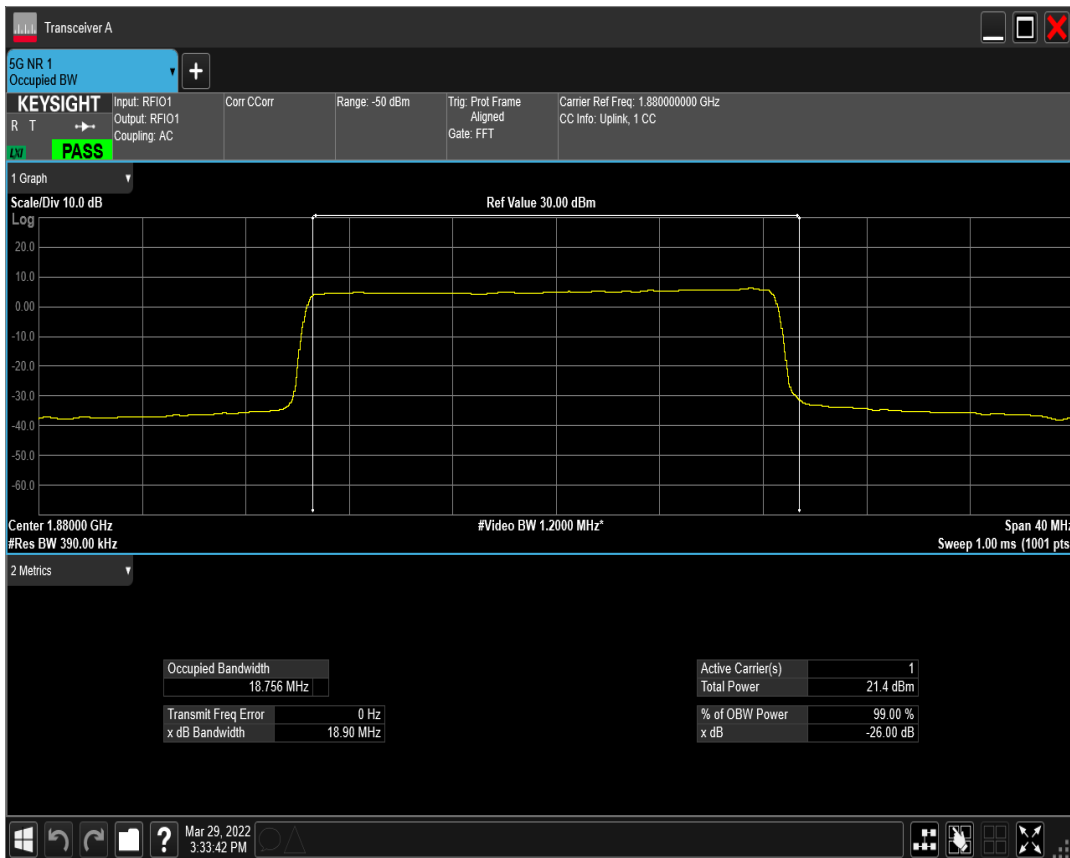 Transceiver A
5G NR 1
Occupied BW
+
KEYSIGHT
R T
LXI
PASS
Input: RFIO1
Output: RFIO1
Coupling: AC
Corr CCorr
Range: -50 dBm
Trig: Prot Frame
Aligned
Gate: FFT
Carrier Ref Freq: 1.880000000 GHz
CC Info: Uplink, 1 CC
1 Graph
Scale/Div 10.0 dB
Ref Value 30.00 dBm
Log
20.0
10.0
0.00
-10.0
-20.0
-30.0
-40.0
-50.0
-60.0
Center 1.88000 GHz
#Video BW 1.2000 MHz*
Span 40 MHz
#Res BW 390.00 kHz
Sweep 1.00 ms (1001 pts
2 Metrics
Occupied Bandwidth
18.756 MHz
Transmit Freq Error 0 Hz
x dB Bandwidth 18.90 MHz
Active Carrier(s) 1
Total Power 21.4 dBm
% of OBW Power 99.00 %
x dB -26.00 dB
?
Mar 29, 2022
3:33:42 PM